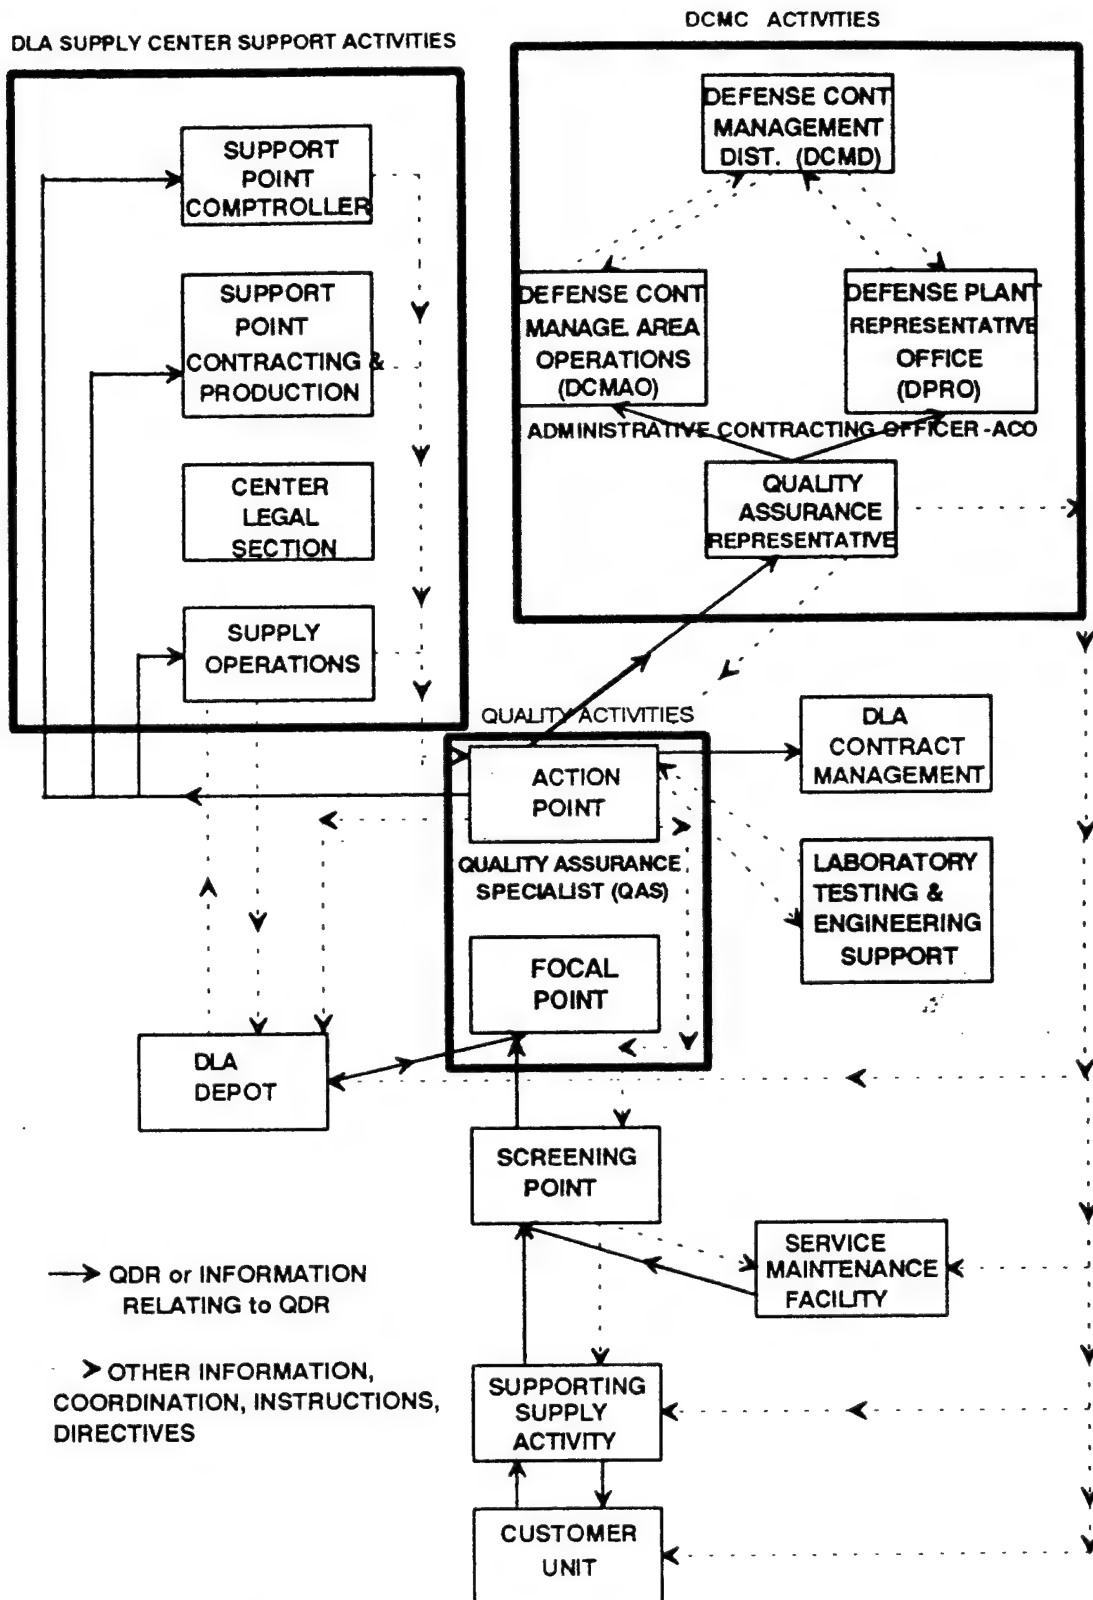 DCMC ACTIVITIES
DLA SUPPLY CENTER SUPPORT ACTIVITIES
SUPPORT
POINT
COMPTROLLER
SUPPORT
POINT
CONTRACTING &
PRODUCTION
CENTER
LEGAL
SECTION
SUPPLY
OPERATIONS
DEFENSE CONT
MANAGEMENT
DIST. (DCMD)
DEFENSE CONT
MANAGE. AREA
OPERATIONS
(DCMAO)
DEFENSE PLANT
REPRESENTATIVE
OFFICE
(DPRO)
ADMINISTRATIVE CONTRACTING OFFICER -ACO
QUALITY
ASSURANCE
REPRESENTATIVE
QUALITY ACTIVITIES
ACTION
POINT
QUALITY ASSURANCE
SPECIALIST (QAS)
FOCAL
POINT
DLA
CONTRACT
MANAGEMENT
LABORATORY
TESTING &
ENGINEERING
SUPPORT
DLA
DEPOT
SCREENING
POINT
SERVICE
MAINTENANCE
FACILITY
QDR or INFORMATION
RELATING to QDR
OTHER INFORMATION,
COORDINATION, INSTRUCTIONS,
DIRECTIVES
SUPPORTING
SUPPLY
ACTIVITY
CUSTOMER
UNIT